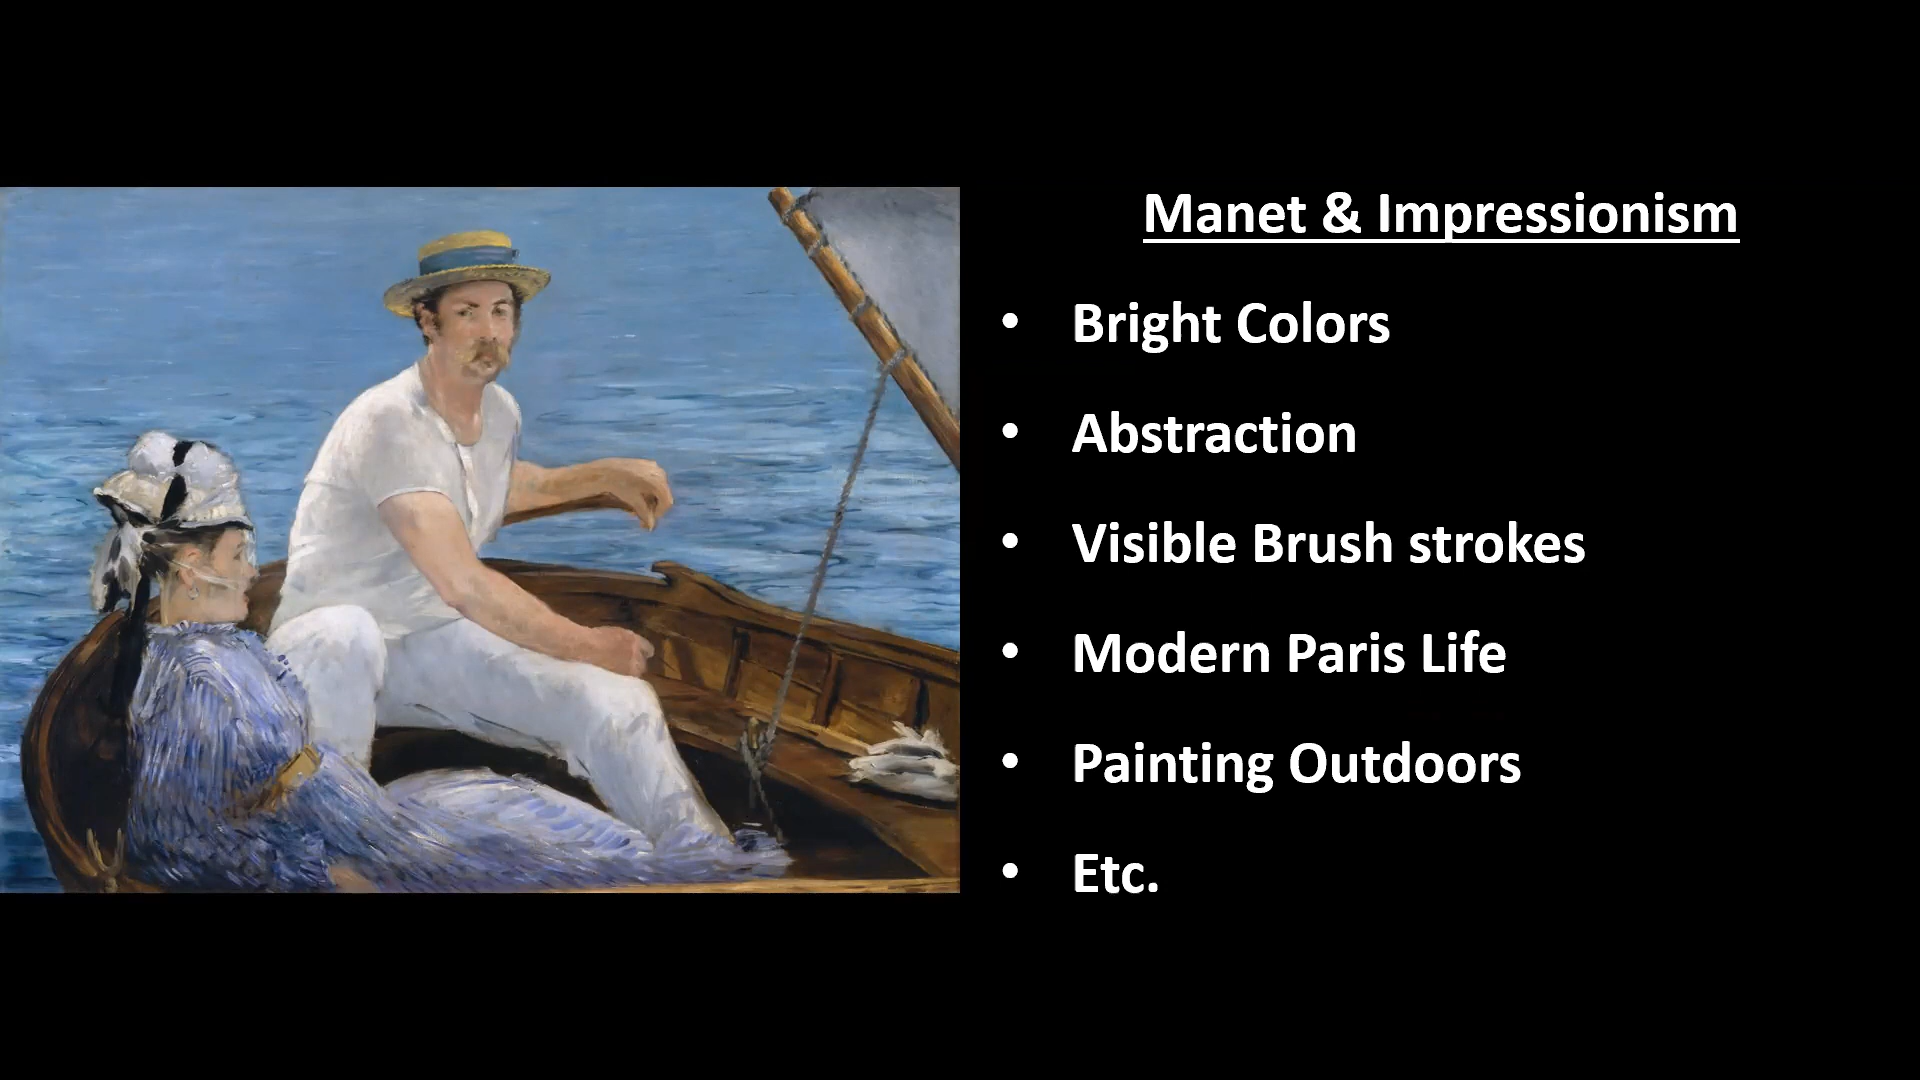 Manet & Impressionism
• Bright Colors
• Abstraction
• Visible Brush strokes
• Modern Paris Life
• Painting Outdoors
• Etc.